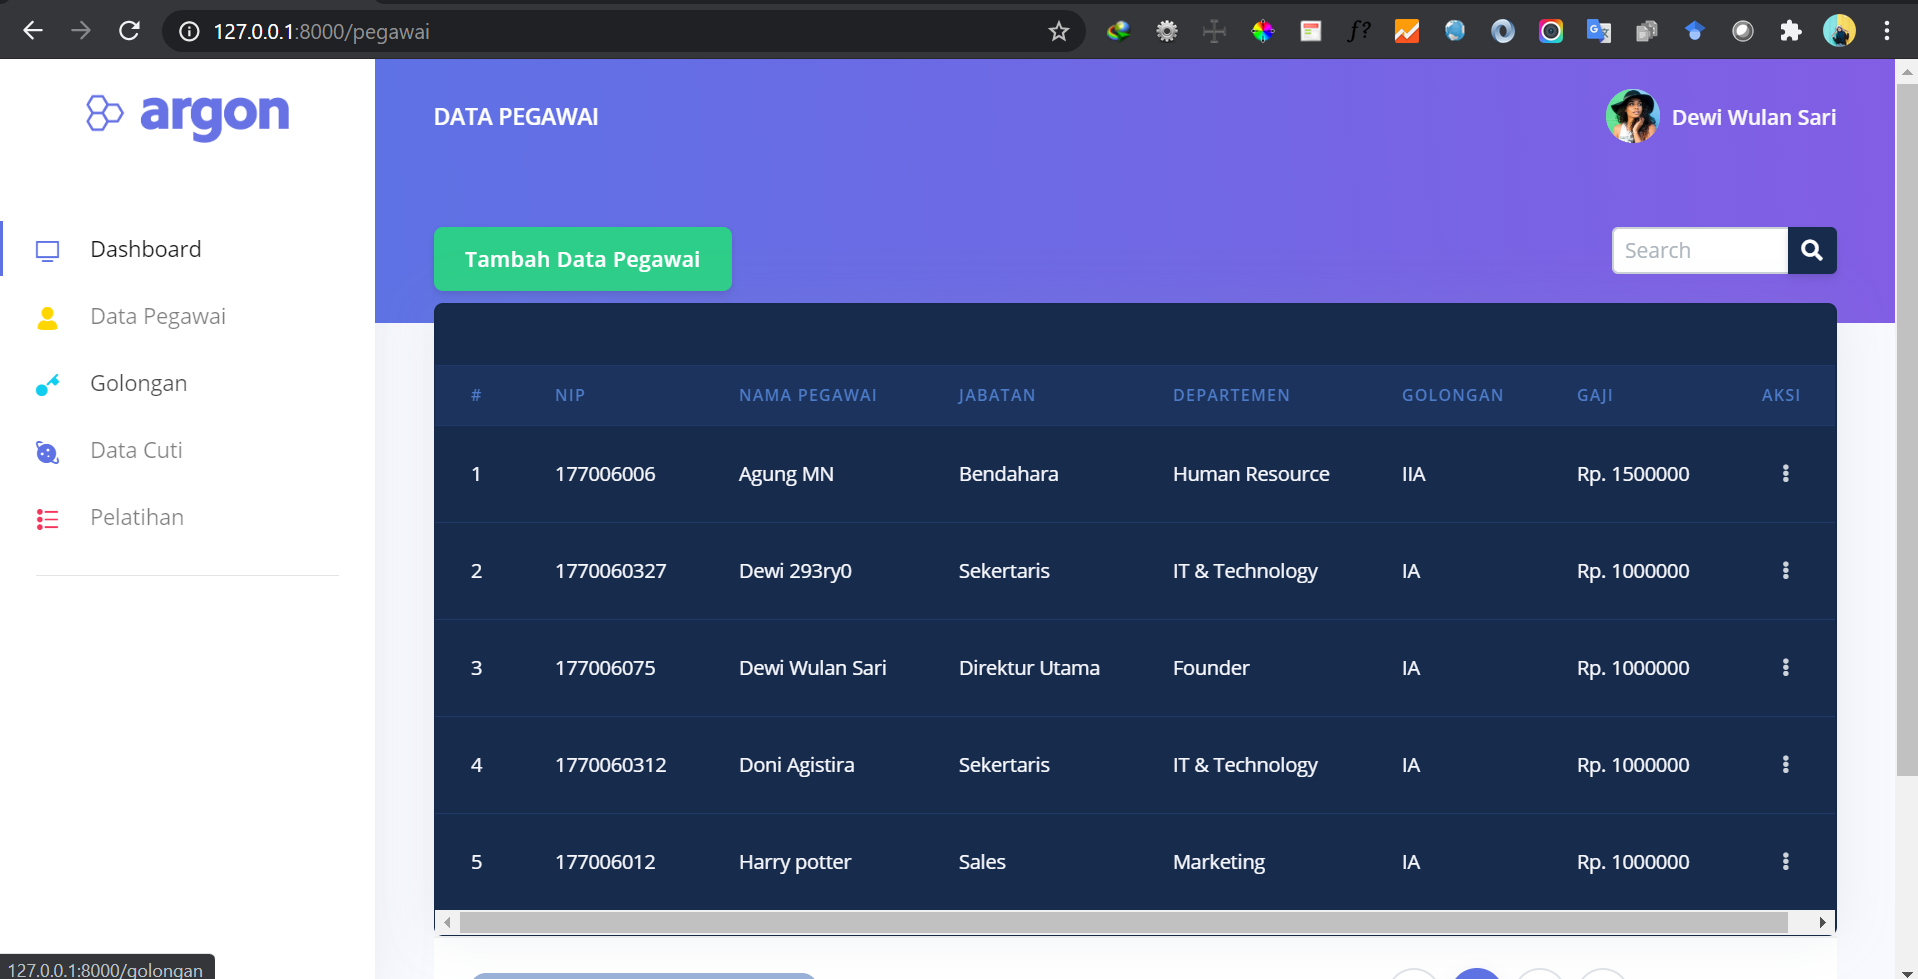 127.0.0.1:8000/pegawai
argon
DATA PEGAWAI
Dewi Wulan Sari
Dashboard
Data Pegawai
Golongan
Data Cuti
Pelatihan
Tambah Data Pegawai
Search
# NIP NAMA PEGAWAI JABATAN DEPARTEMEN GOLONGAN GAJI AKSI
1 177006006 Agung MN Bendahara Human Resource IIA Rp. 1500000
2 1770060327 Dewi 293ry0 Sekertaris IT & Technology IA Rp. 1000000
3 177006075 Dewi Wulan Sari Direktur Utama Founder IA Rp. 1000000
4 1770060312 Doni Agistira Sekertaris IT & Technology IA Rp. 1000000
5 177006012 Harry potter Sales Marketing IA Rp. 1000000
127.0.0.1:8000/golongan